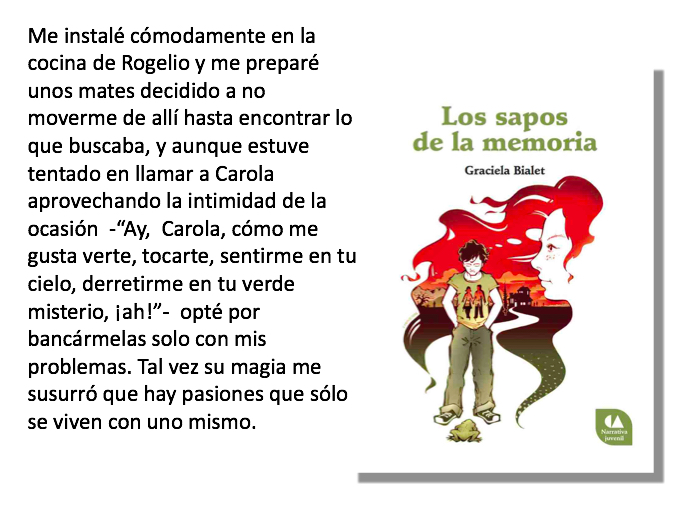 Me instalé cómodamente en la
cocina de Rogelio y me preparé
unos mates decidido a no
moverme de allí hasta encontrar lo
que buscaba, y aunque estuve
tentado en llamar a Carola
aprovechando la intimidad de la
ocasión  -“Ay,  Carola, cómo me
gusta verte, tocarte, sentirme en tu
cielo, derretirme en tu verde
misterio, ¡ah!”-  opté por
bancármelas solo con mis
problemas. Tal vez su magia me
susurró que hay pasiones que sólo
se viven con uno mismo.
Los sapos
de la memoria
Graciela Bialet
Narrativa
juvenil